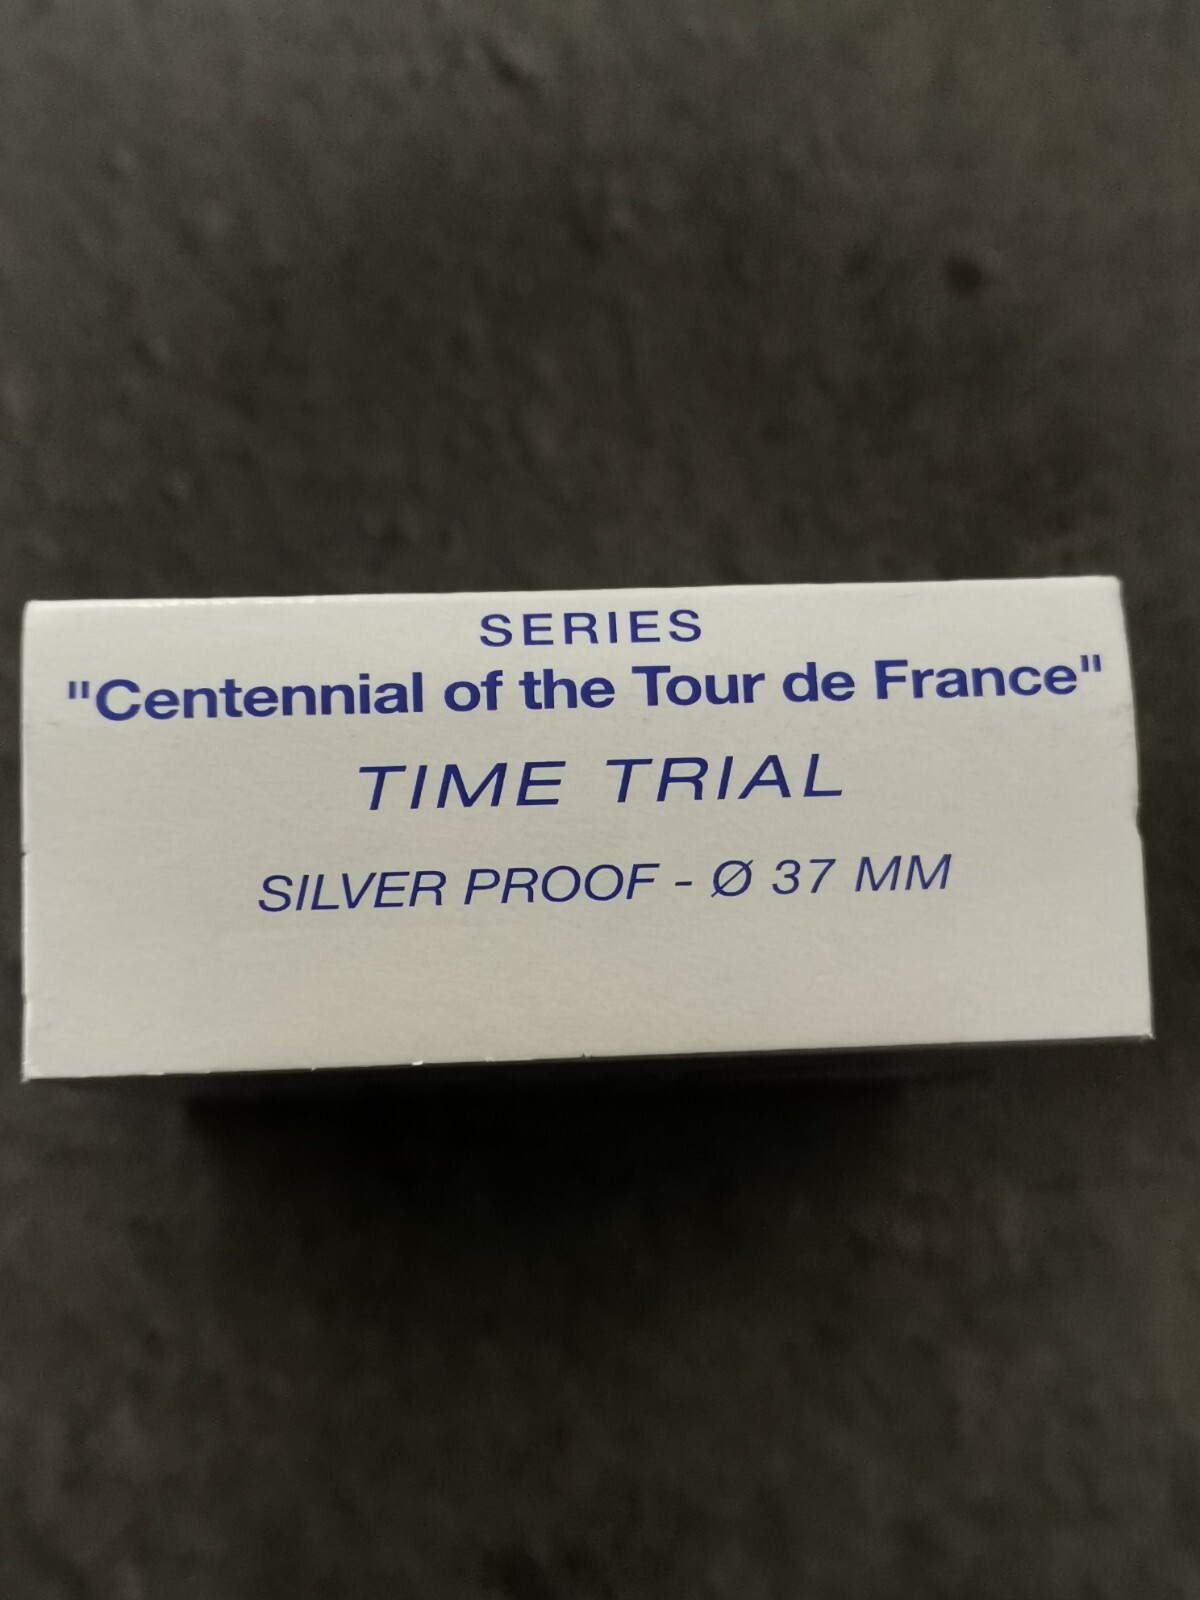 SERIES
"Centennial of the Tour de France"
TIME TRIAL
SILVER PROOF - Ø 37 MM